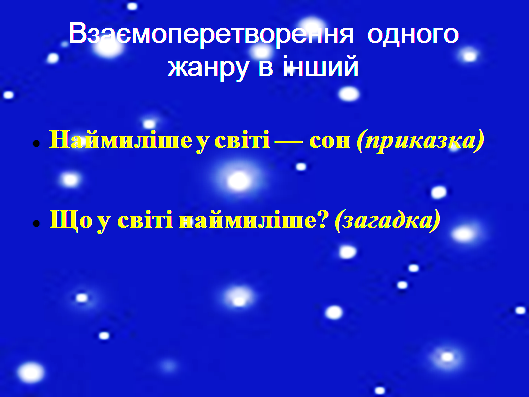 Взаємоперетворення одного
жанру в інший
Наймиліше у світі — сон (приказка)
Що у світі наймиліше? (загадка)